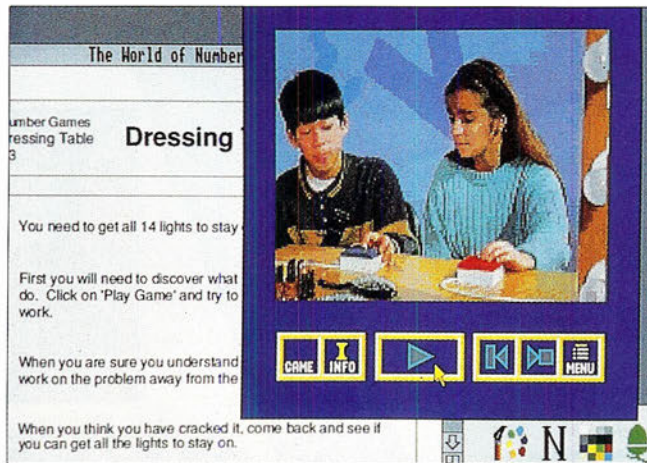 The World of Number
umber Games
ressing Table
3
Dressing
You need to get all 14 lights to stay
First you will need to discover what
do. Click on 'Play Game' and try to
work.
When you are sure you understand
work on the problem away from the
When you think you have cracked it, come back and see if
you can get all the lights to stay on.
GAME
INFO
MENU
N